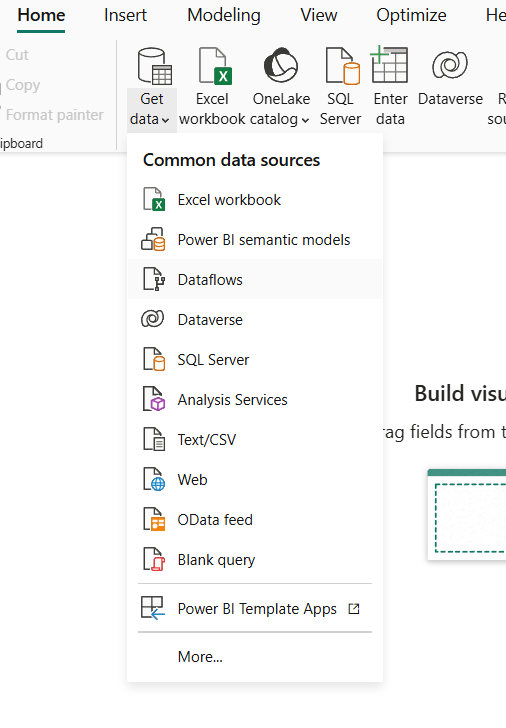 Home Insert Modeling View Optimize He
Cut
Copy
Format painter
ipboard
Get data
Excel workbook
OneLake catalog
SQL Server
Enter data
Dataverse
R
sou
Common data sources
Excel workbook
Power BI semantic models
Dataflows
Dataverse
SQL Server
Analysis Services
Text/CSV
Web
OData feed
Blank query
Power BI Template Apps
More...
Build visu
rag fields from t